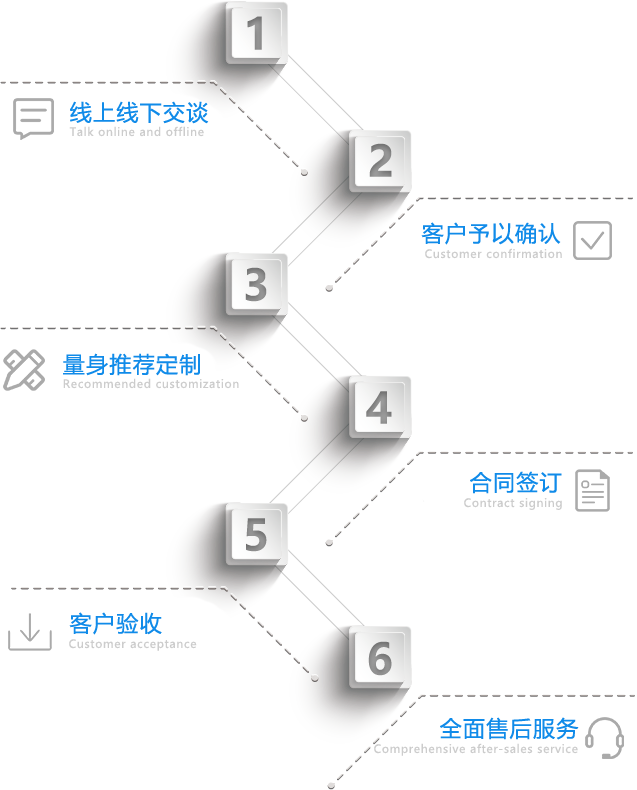 1
线上线下交谈
Talk online and offline
2
客户予以确认
Customer confirmation
3
量身推荐定制
Recommended customization
4
合同签订
Contract signing
5
客户验收
Customer acceptance
6
全面售后服务
Comprehensive after-sales service